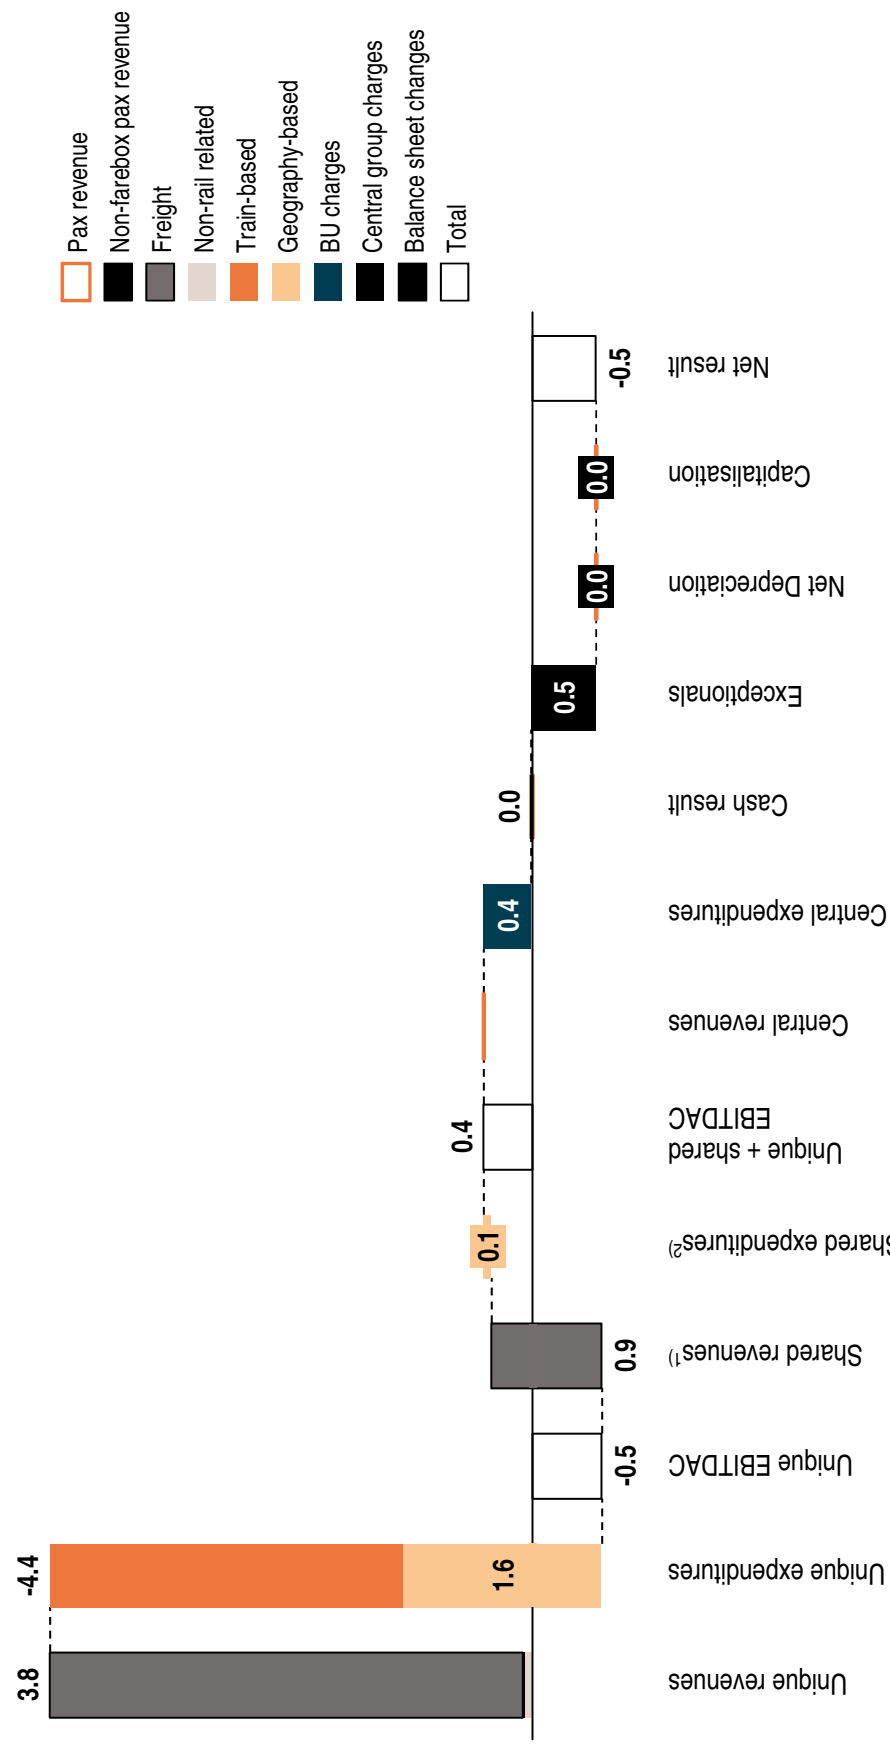 Pax revenue
Non-farebox pax revenue
Freight
Non-rail related
Train-based
Geography-based
BU charges
Central group charges
Balance sheet changes
Total
3.8
-4.4
1.6
-0.5
0.9
0.1
0.4
0.4
0.0
0.5
0.0
0.0
-0.5
Unique revenues
Unique expenditures
Unique EBITDAC
Shared revenues1)
hared expenditures2)
Unique + shared
EBITDAC
Central revenues
Central expenditures
Cash result
Exceptionals
Net Depreciation
Capitalisation
Net result